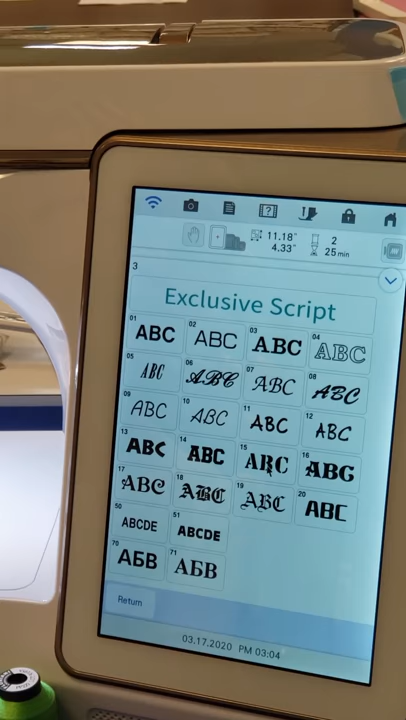 11.18"
4.33"
2
25min
3
Exclusive Script
01 ABC 02 ABC 03 ABC 04 ABC
05 ABC 06 ABC 07 ABC 08 ABC
09 ABC 10 ABC 11 ABC 12 ABC
13 ABC 14 ABC 15 ABC 16 ABC
17 ABC 18 ABC 19 ABC 20 ABC
50 ABCDE 51 ABCDE
70 АБВ 71 АБВ
Return
03.17.2020 PM 03:04